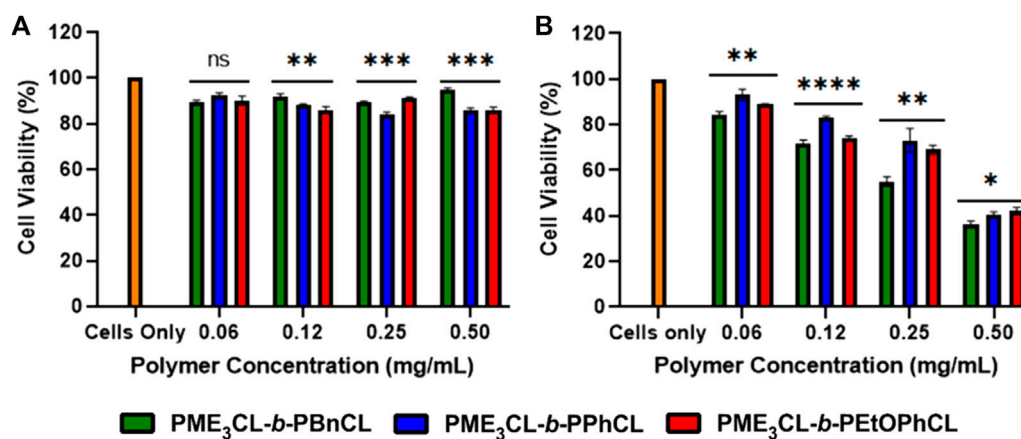 A
Cell Viability (%)
120
100
80
60
40
20
0
ns
**
***
***
Cells Only
0.06
0.12
0.25
0.50
Polymer Concentration (mg/mL)
B
Cell Viability (%)
120
100
80
60
40
20
0
**
****
**
*
Cells only
0.06
0.12
0.25
0.50
Polymer Concentration (mg/mL)
PME₃CL-b-PBnCL
PME₃CL-b-PPhCL
PME₃CL-b-PEtOPhCL